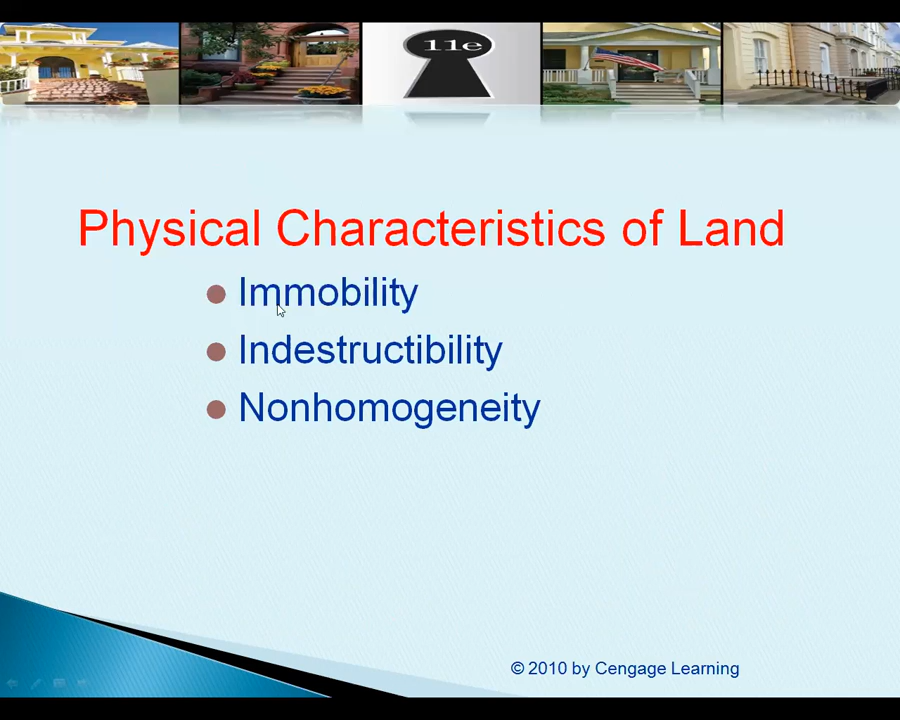 11e
Physical Characteristics of Land
Immobility
Indestructibility
Nonhomogeneity
© 2010 by Cengage Learning